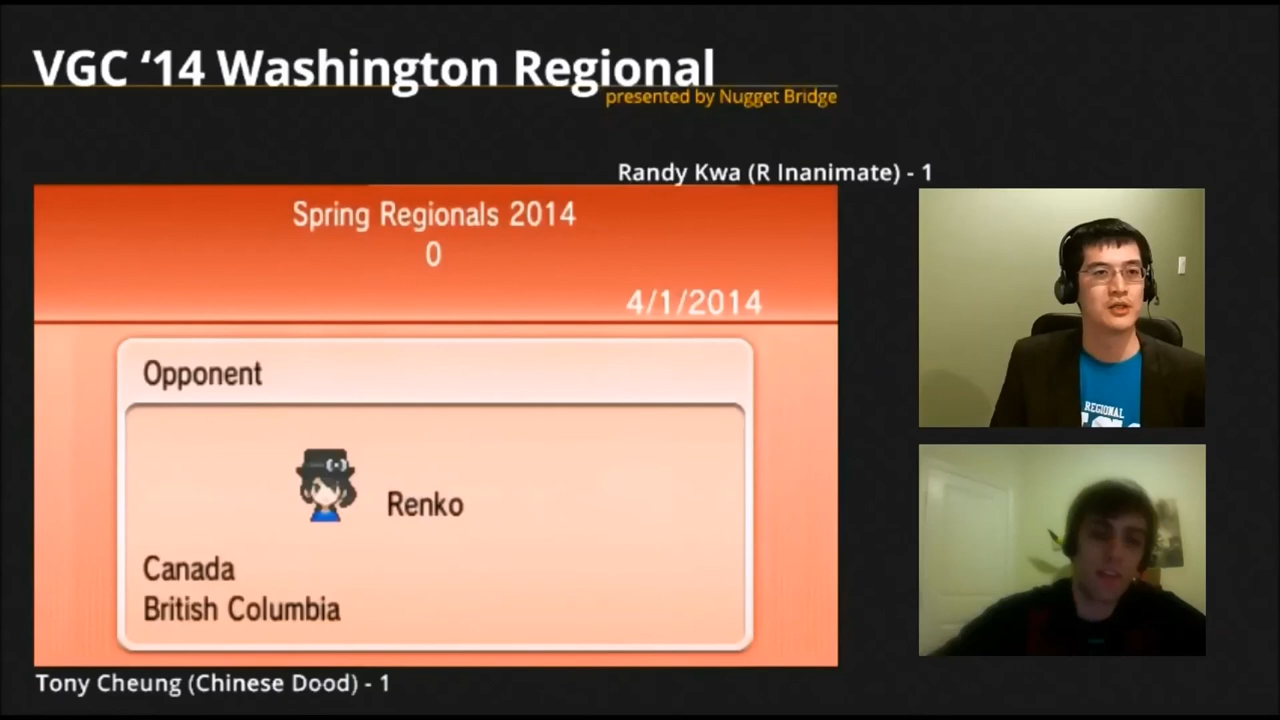 VGC ‘14 Washington Regional
presented by Nugget Bridge
Randy Kwa (R Inanimate) - 1
Spring Regionals 2014
0
4/1/2014
Opponent
Renko
Canada
British Columbia
REGIONAL
Tony Cheung (Chinese Dood) - 1